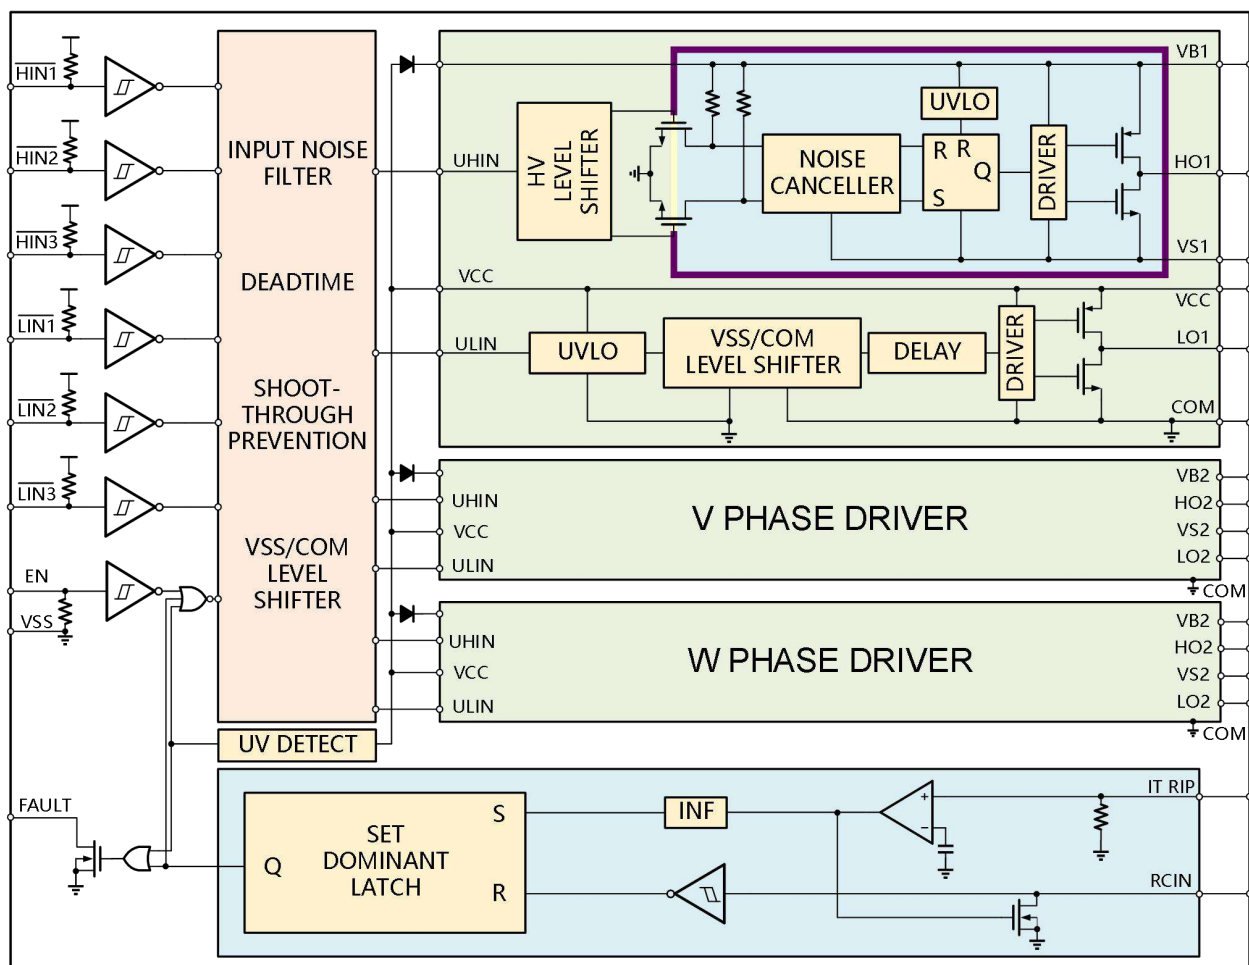 HIN1
HIN2
HIN3
LIN1
LIN2
LIN3
EN
VSS
FAULT
INPUT NOISE
FILTER
DEADTIME
SHOOT-
THROUGH
PREVENTION
VSS/COM
LEVEL
SHIFTER
UV DETECT
UHIN
VCC
ULIN
HV
LEVEL
SHIFTER
NOISE
CANCELLER
UVLO
R
R
S
Q
DRIVER
VB1
HO1
VS1
UVLO
VSS/COM
LEVEL SHIFTER
DELAY
DRIVER
VCC
LO1
COM
UHIN
VCC
ULIN
V PHASE DRIVER
VB2
HO2
VS2
LO2
COM
UHIN
VCC
ULIN
W PHASE DRIVER
VB2
HO2
VS2
LO2
COM
SET
DOMINANT
LATCH
Q
S
R
INF
+
−
IT RIP
RCIN